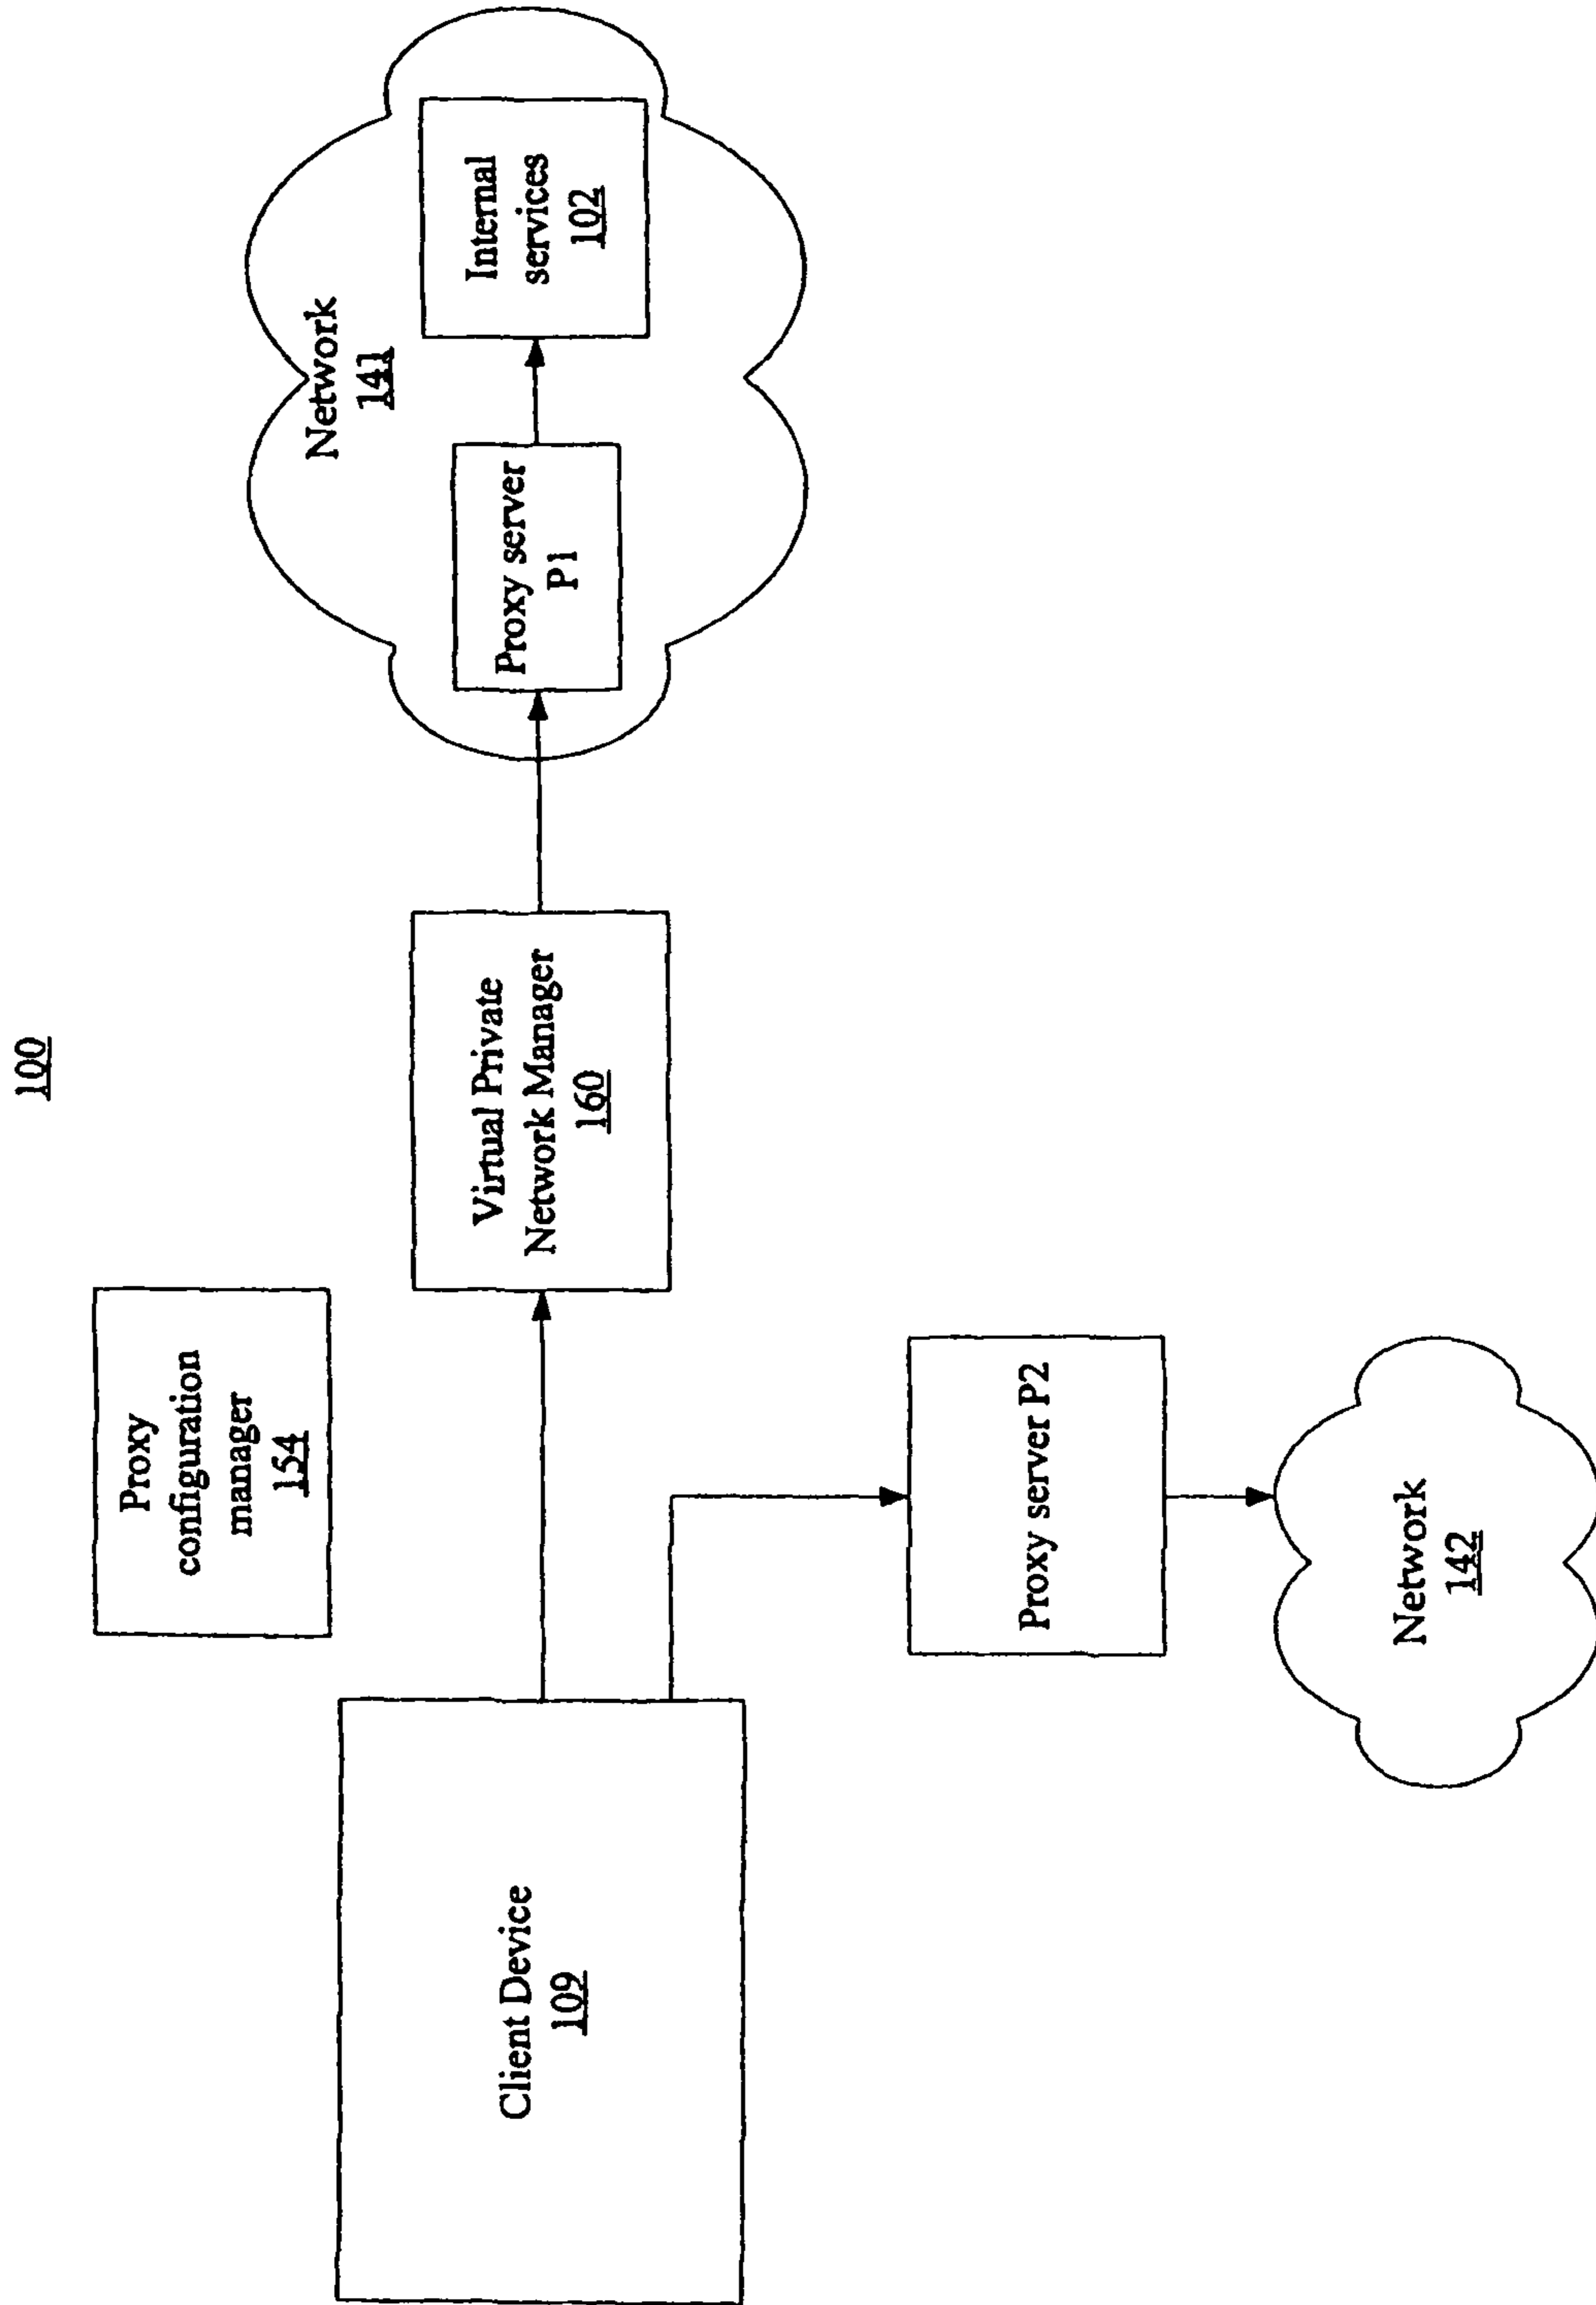 100
Proxy
configuration
manager
154
Client Device
109
Virtual Private
Network Manager
160
Network
141
Proxy server
P1
Internal
services
102
Proxy server P2
Network
142